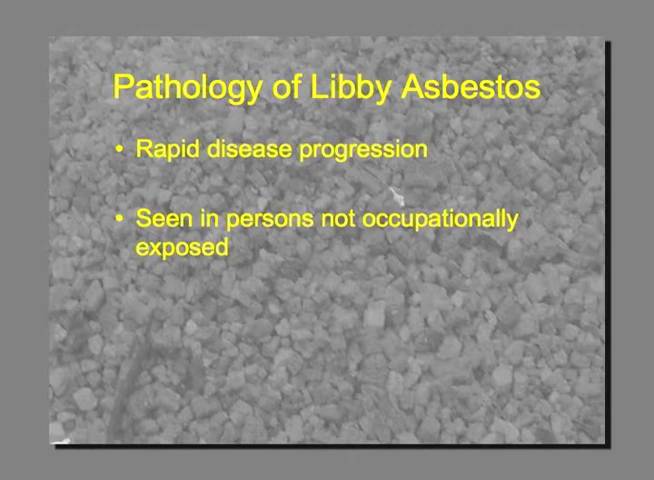 Pathology of Libby Asbestos
• Rapid disease progression
• Seen in persons not occupationally
exposed